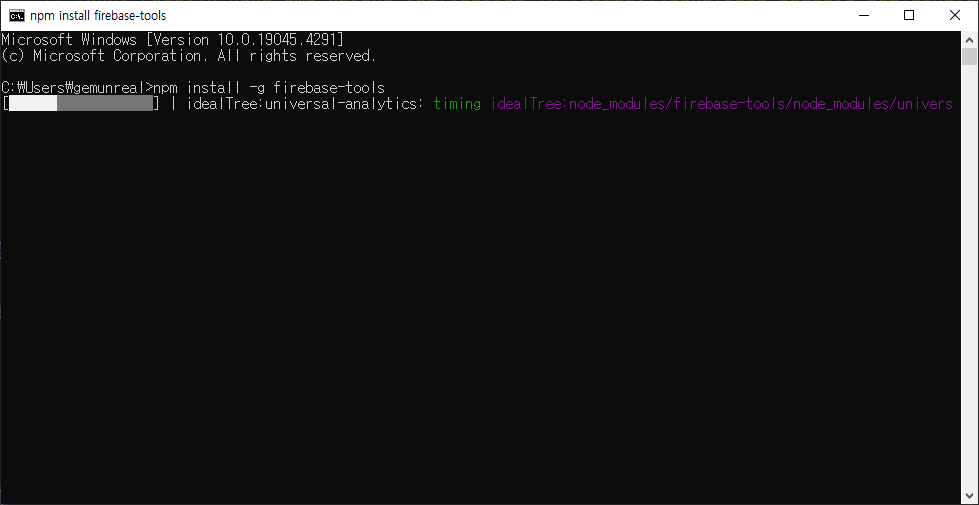 npm install firebase-tools
Microsoft Windows [Version 10.0.19045.4291]
(c) Microsoft Corporation. All rights reserved.
C:₩Users₩gemunreal>npm install -g firebase-tools
[ ] | idealTree:universal-analytics: timing idealTree:node_modules/firebase-tools/node_modules/univers